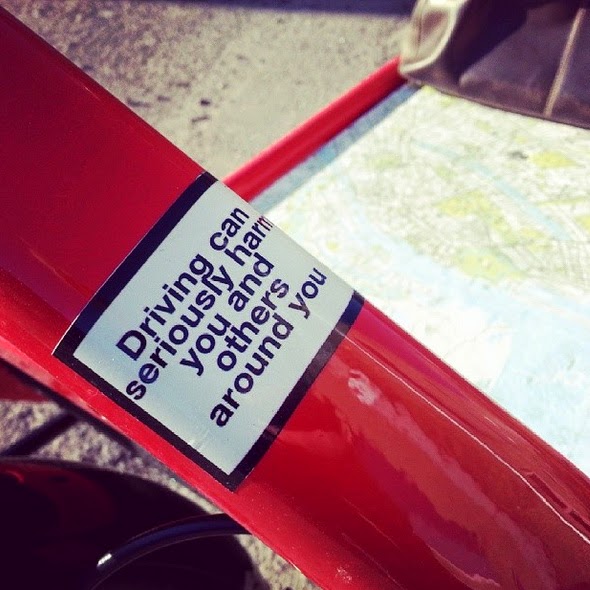 Driving can
seriously harm
you and
others
around you